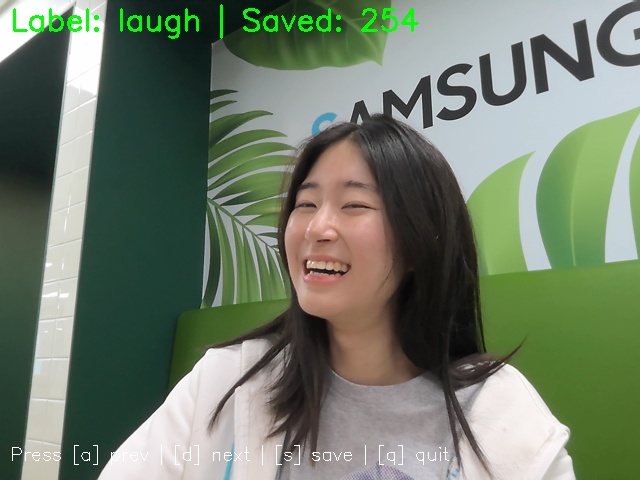 Label: laugh | Saved: 254
SAMSUNG
Press [a] prev | [d] next | [s] save | [q] quit